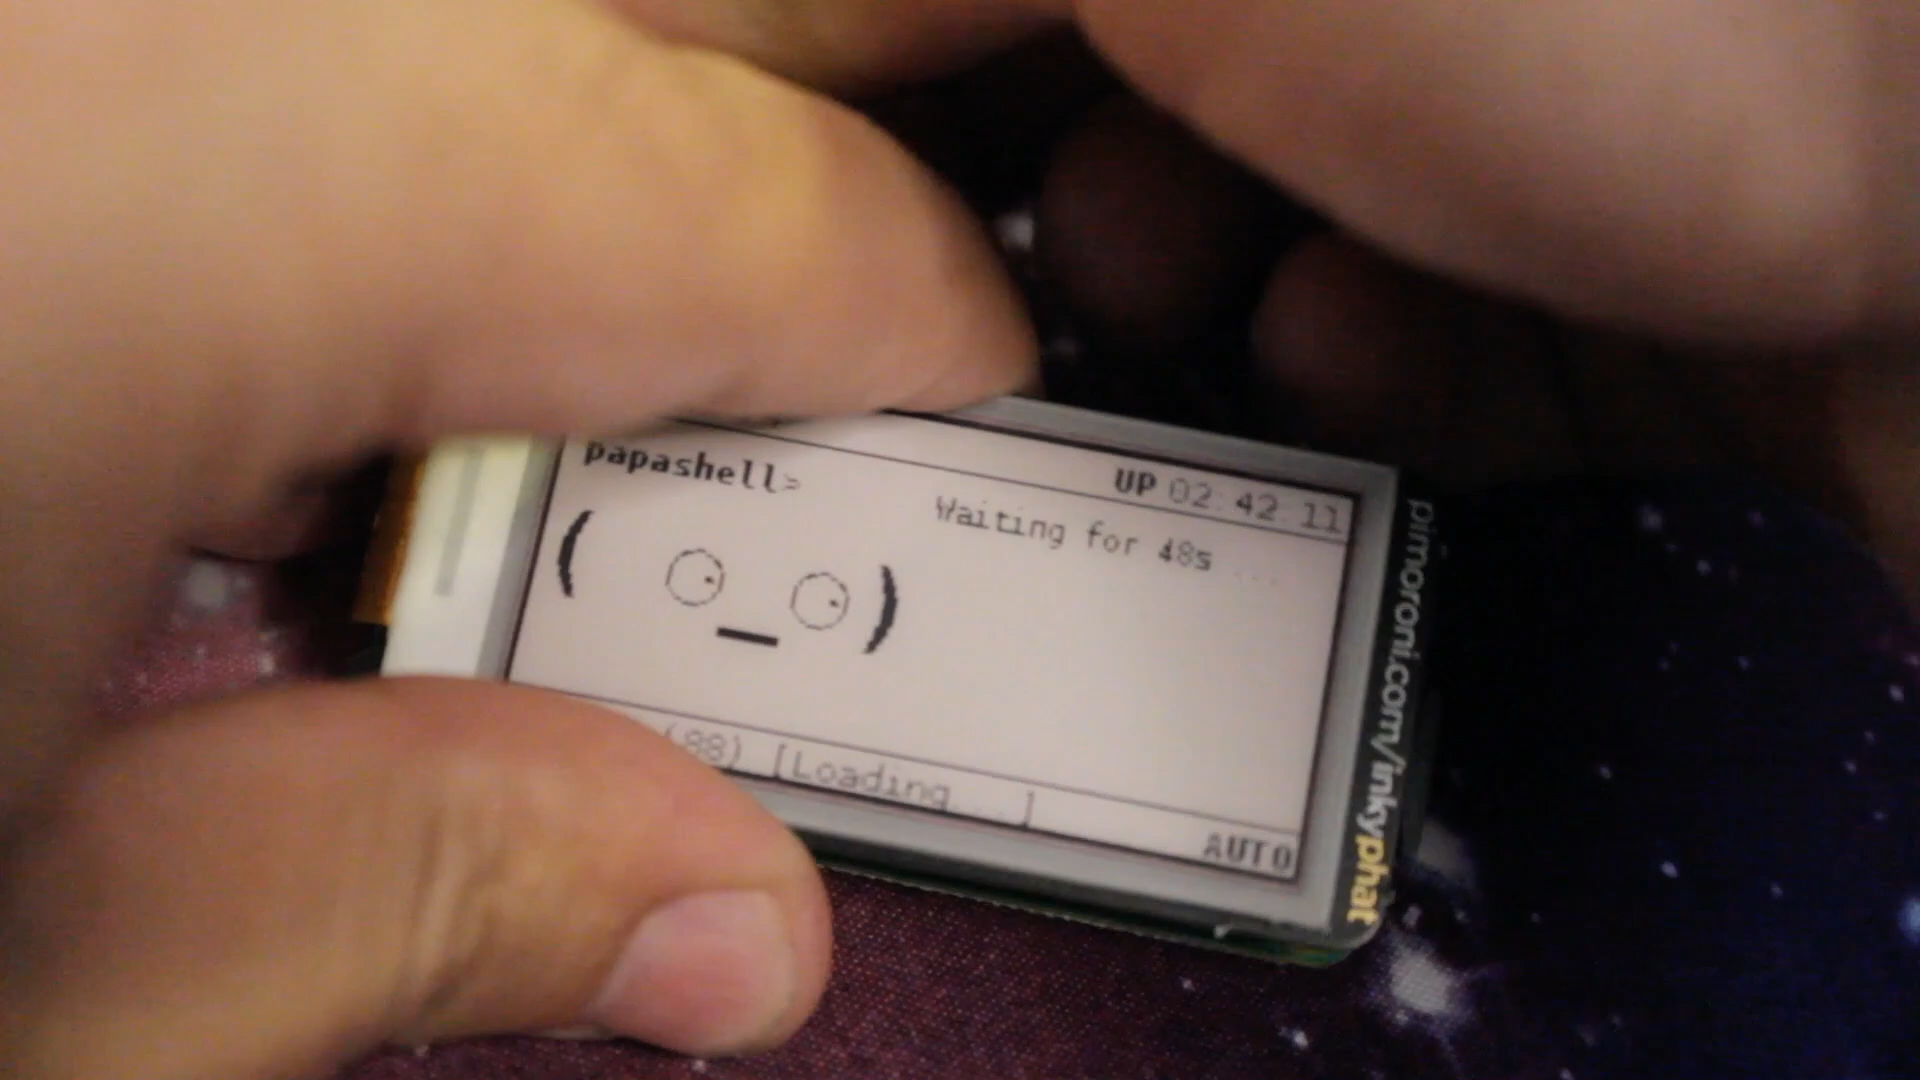 UP 02:42:11
papashell>
Waiting for 48s ...
( ⚆_⚆)
(88) [Loading...]
AUTO
pimoroni.com/inkyphat